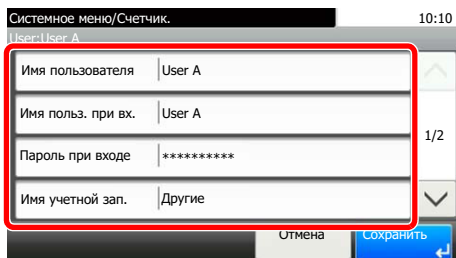 Системное меню/Счетчик. 10:10
User:User A
Имя пользователя User A
Имя польз. при вх. User A
1/2
Пароль при входе **********
Имя учетной зап. Другие
Отмена Сохранить